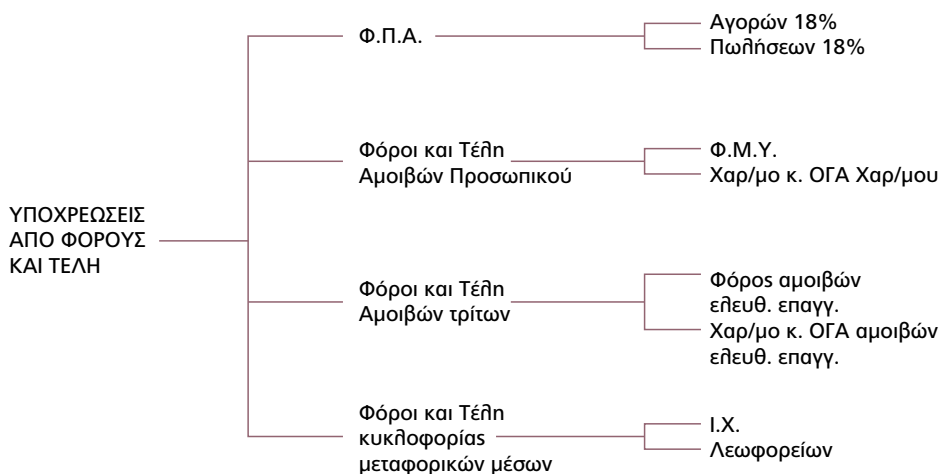 Φ.Π.Α.
Αγορών 18%
Πωλήσεων 18%
Φόροι και Τέλη
Αμοιβών Προσωπικού
Φ.Μ.Υ.
Χαρ/μο κ. ΟΓΑ Χαρ/μου
ΥΠΟΧΡΕΩΣΕΙΣ
ΑΠΟ ΦΟΡΟΥΣ
ΚΑΙ ΤΕΛΗ
Φόροι και Τέλη
Αμοιβών τρίτων
Φόρος αμοιβών
ελευθ. επαγγ.
Χαρ/μο κ. ΟΓΑ αμοιβών
ελευθ. επαγγ.
Φόροι και Τέλη
κυκλοφορίας
μεταφορικών μέσων
Ι.Χ.
Λεωφορείων